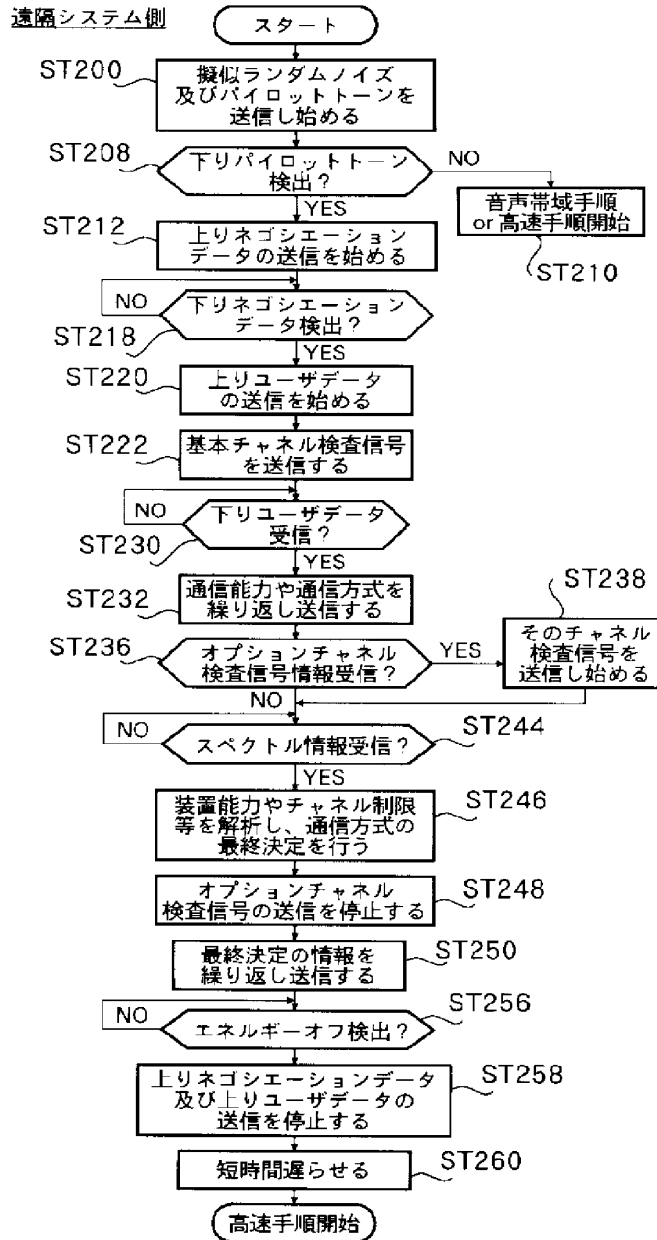 遠隔システム側
スタート
ST200
擬似ランダムノイズ
及びパイロットトーンを
送信し始める
ST208
下りパイロットトーン
検出？
NO
YES
音声帯域手順
or 高速手順開始
ST210
ST212
上りネゴシエーション
データの送信を始める
NO
下りネゴシエーション
データ検出？
ST218
YES
ST220
上りユーザデータ
の送信を始める
ST222
基本チャネル検査信号
を送信する
NO
下りユーザデータ
受信？
ST230
YES
ST232
通信能力や通信方式を
繰り返し送信する
ST238
そのチャネル
検査信号を
送信し始める
ST236
オプションチャネル
検査信号情報受信？
YES
NO
NO
スペクトル情報受信？
ST244
YES
装置能力やチャネル制限
等を解析し、通信方式の
最終決定を行う
ST246
オプションチャネル
検査信号の送信を停止する
ST248
最終決定の情報を
繰り返し送信する
ST250
NO
エネルギーオフ検出？
ST256
上りネゴシエーションデータ
及び上りユーザデータの
送信を停止する
ST258
短時間遅らせる
ST260
高速手順開始